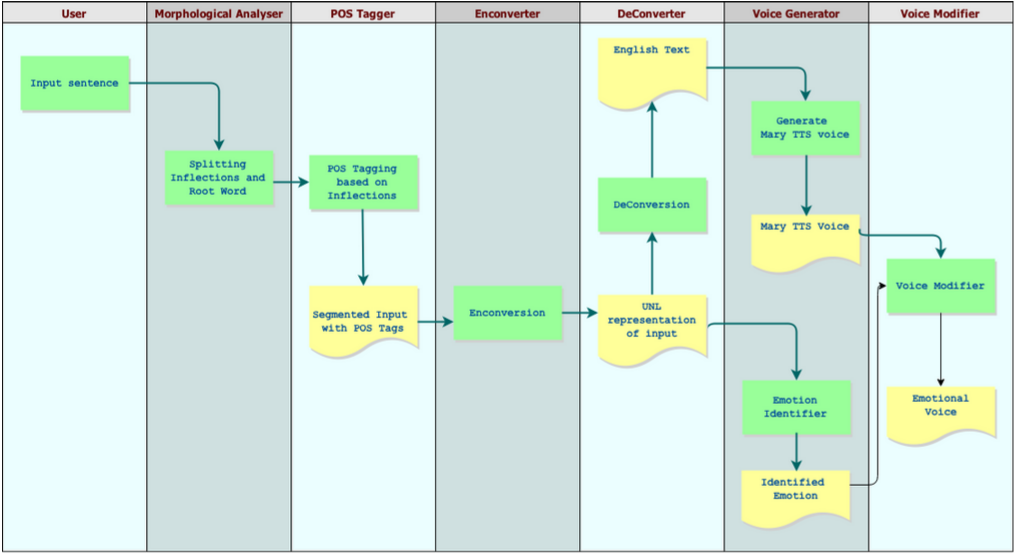 User
Morphological Analyser
POS Tagger
Enconverter
DeConverter
Voice Generator
Voice Modifier
Input sentence
Splitting
Inflections and
Root Word
POS Tagging
based on
Inflections
Segmented Input
with POS Tags
Enconversion
English Text
DeConversion
UNL
representation
of input
Generate
Mary TTS voice
Mary TTS Voice
Emotion
Identifier
Identified
Emotion
Voice Modifier
Emotional
Voice